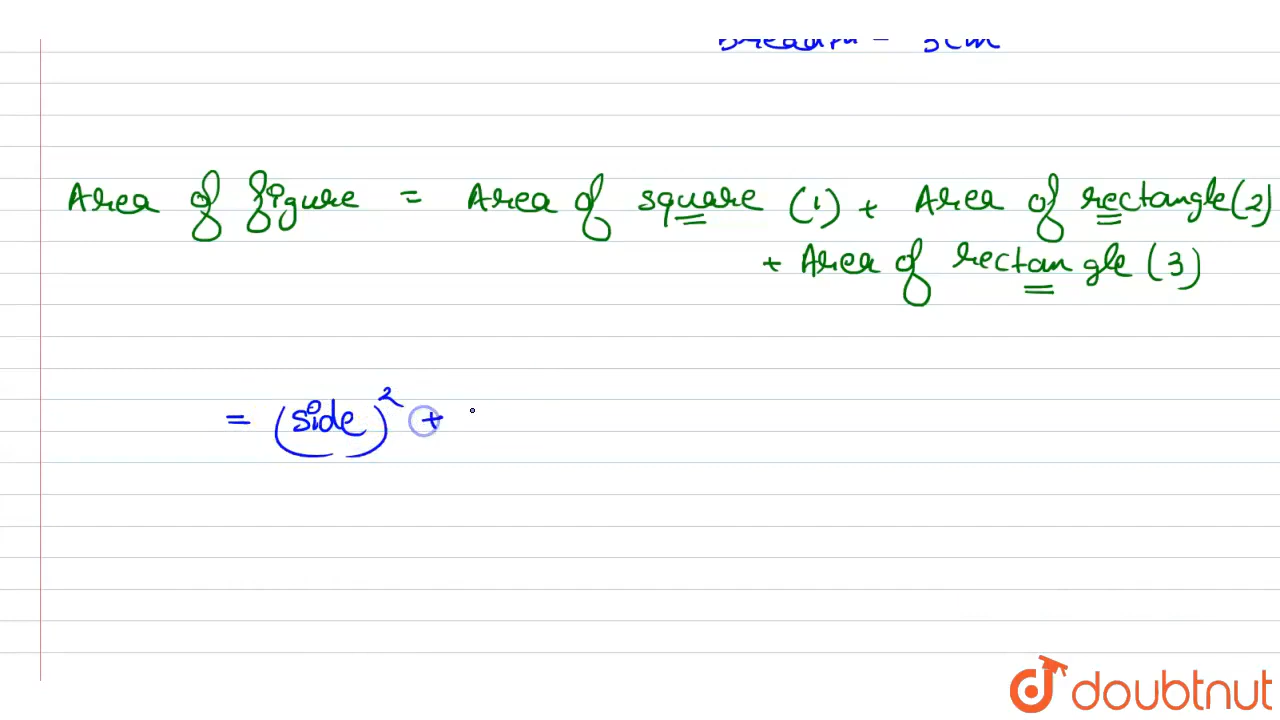 Area of figure = Area of square (1) + Area of rectangle (2)
+ Area of rectangle (3)
= (side)² +
doubtnut